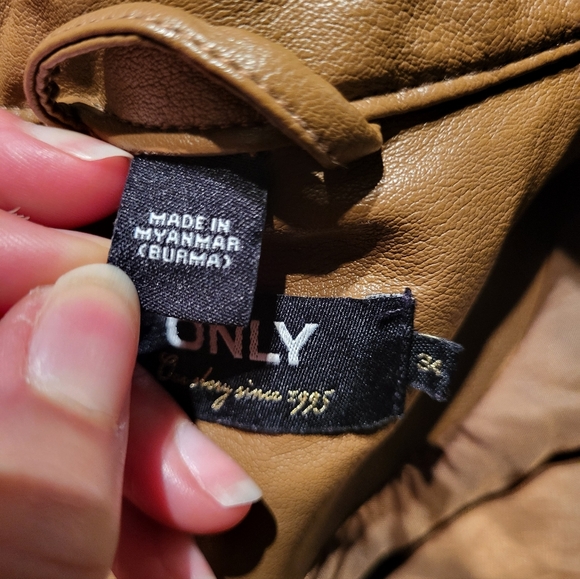 MADE IN
MYANMAR
(BURMA)
ONLY
Our story since 1995
34